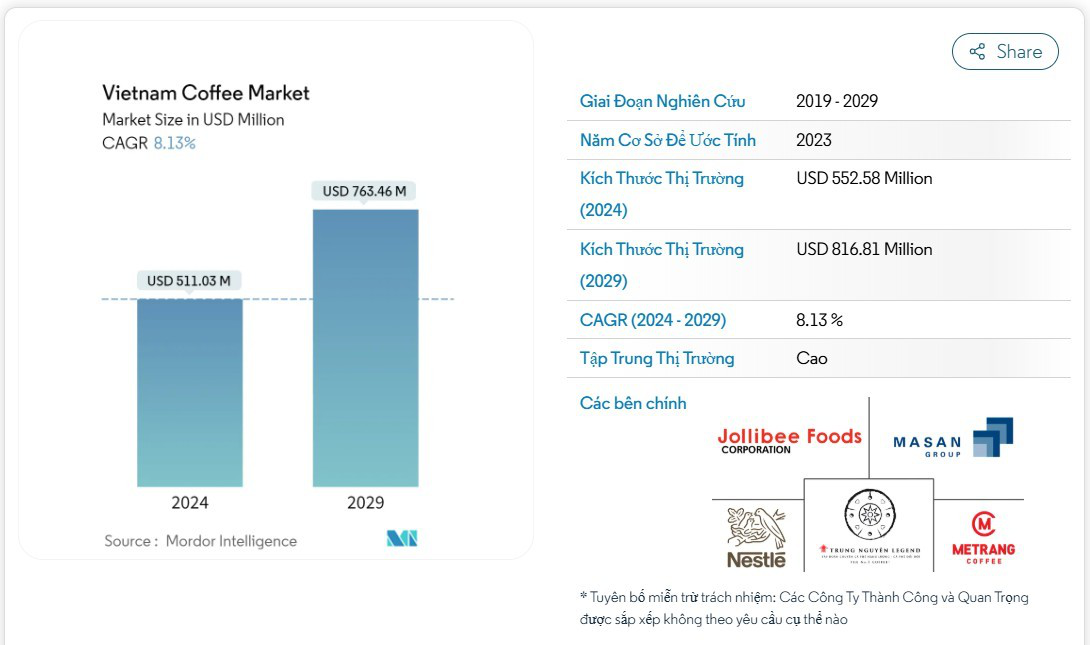 Share
Vietnam Coffee Market
Market Size in USD Million
CAGR 8.13%
USD 763.46 M
USD 511.03 M
2024
2029
Source : Mordor Intelligence
Giai Đoạn Nghiên Cứu 2019 - 2029
Năm Cơ Sở Để Ước Tính 2023
Kích Thước Thị Trường USD 552.58 Million
(2024)
Kích Thước Thị Trường USD 816.81 Million
(2029)
CAGR (2024 - 2029) 8.13 %
Tập Trung Thị Trường Cao
Các bên chính
Jollibee Foods
CORPORATION
MASAN
GROUP
Nestlé
TRUNG NGUYÊN LEGEND
METRANG
COFFEE
* Tuyên bố miễn trừ trách nhiệm: Các Công Ty Thành Công và Quan Trọng
được sắp xếp không theo yêu cầu cụ thể nào